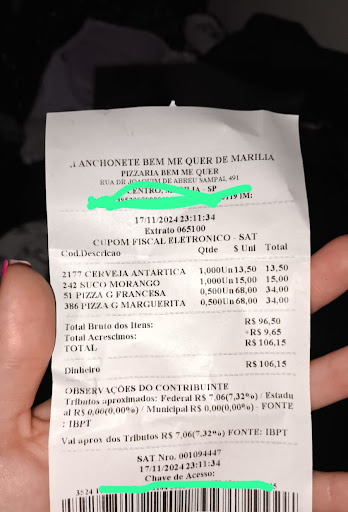 LANCHONETE BEM ME QUER DE MARILIA
PIZZARIA BEM ME QUER
RUA DR JOAQUIM DE ABREU SAMPAI, 491
CENTRO, - SP
IM:
17/11/2024 23:11:34
Extrato 065100
CUPOM FISCAL ELETRONICO - SAT
Cod.Descricao Qtde $ Uni Total
2177 CERVEJA ANTARTICA 1,000Un 13,50 13,50
242 SUCO MORANGO 1,000Un 15,00 15,00
51 PIZZA G FRANCESA 0,500Un 68,00 34,00
386 PIZZA G MARGUERITA 0,500Un 68,00 34,00
Total Bruto dos Itens: R$ 96,50
Total Acrescimos: +R$ 9,65
TOTAL R$ 106,15
Dinheiro R$ 106,15
OBSERVAÇÕES DO CONTRIBUINTE
Tributos aproximados: Federal R$ 7,06(7,32%) / Estadu
al R$ 0,00(0,00%) / Municipal R$ 0,00(0,00%) - FONTE
: IBPT
Val aprox dos Tributos R$ 7,06(7,32%) FONTE: IBPT
SAT Nro. 001094447
17/11/2024 23:11:34
Chave de Acesso:
3524